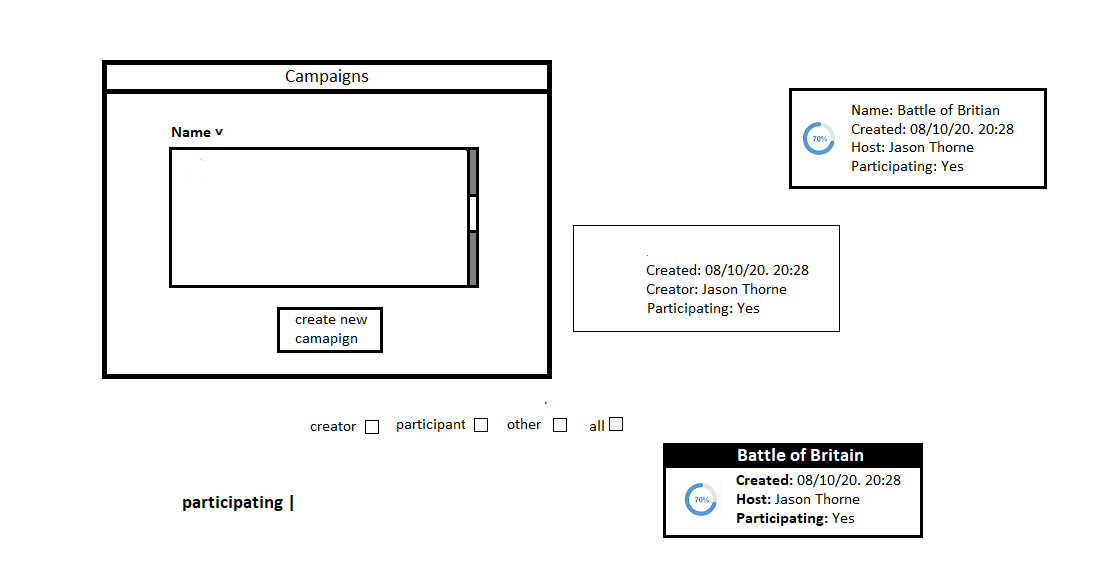 Campaigns
Name v
create new
camapign
Name: Battle of Britian
70%
Created: 08/10/20. 20:28
Host: Jason Thorne
Participating: Yes
Created: 08/10/20. 20:28
Creator: Jason Thorne
Participating: Yes
creator
participant
other
all
participating |
Battle of Britain
70%
Created: 08/10/20. 20:28
Host: Jason Thorne
Participating: Yes